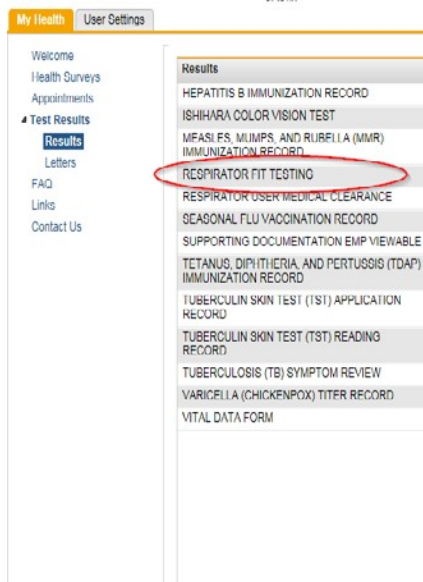 My Health
User Settings
Welcome
Health Surveys
Appointments
Test Results
Results
Letters
FAQ
Links
Contact Us
Results
HEPATITIS B IMMUNIZATION RECORD
ISHIHARA COLOR VISION TEST
MEASLES, MUMPS, AND RUBELLA (MMR)
IMMUNIZATION RECORD
RESPIRATOR FIT TESTING
RESPIRATOR USER MEDICAL CLEARANCE
SEASONAL FLU VACCINATION RECORD
SUPPORTING DOCUMENTATION EMP VIEWABLE
TETANUS, DIPHTHERIA, AND PERTUSSIS (TDAP)
IMMUNIZATION RECORD
TUBERCULIN SKIN TEST (TST) APPLICATION
RECORD
TUBERCULIN SKIN TEST (TST) READING
RECORD
TUBERCULOSIS (TB) SYMPTOM REVIEW
VARICELLA (CHICKENPOX) TITER RECORD
VITAL DATA FORM